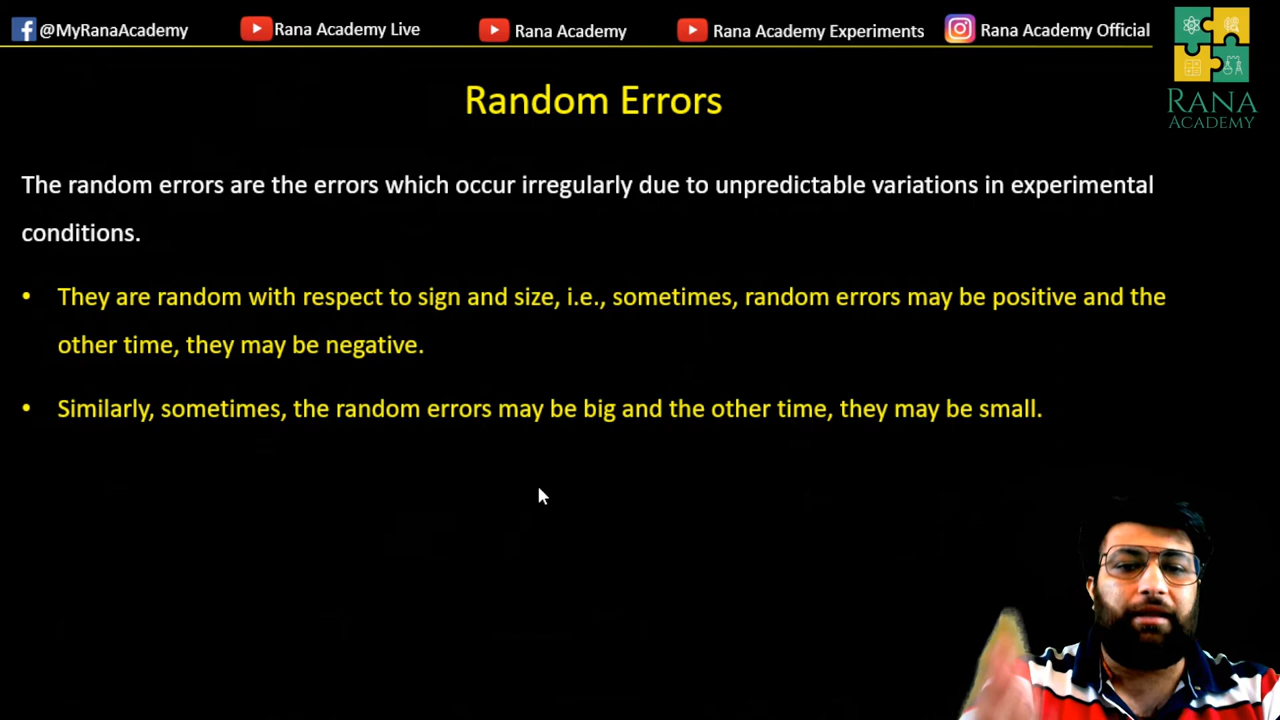 @MyRanaAcademy Rana Academy Live Rana Academy Rana Academy Experiments Rana Academy Official
RANA
ACADEMY
Random Errors
The random errors are the errors which occur irregularly due to unpredictable variations in experimental
conditions.
• They are random with respect to sign and size, i.e., sometimes, random errors may be positive and the
other time, they may be negative.
• Similarly, sometimes, the random errors may be big and the other time, they may be small.